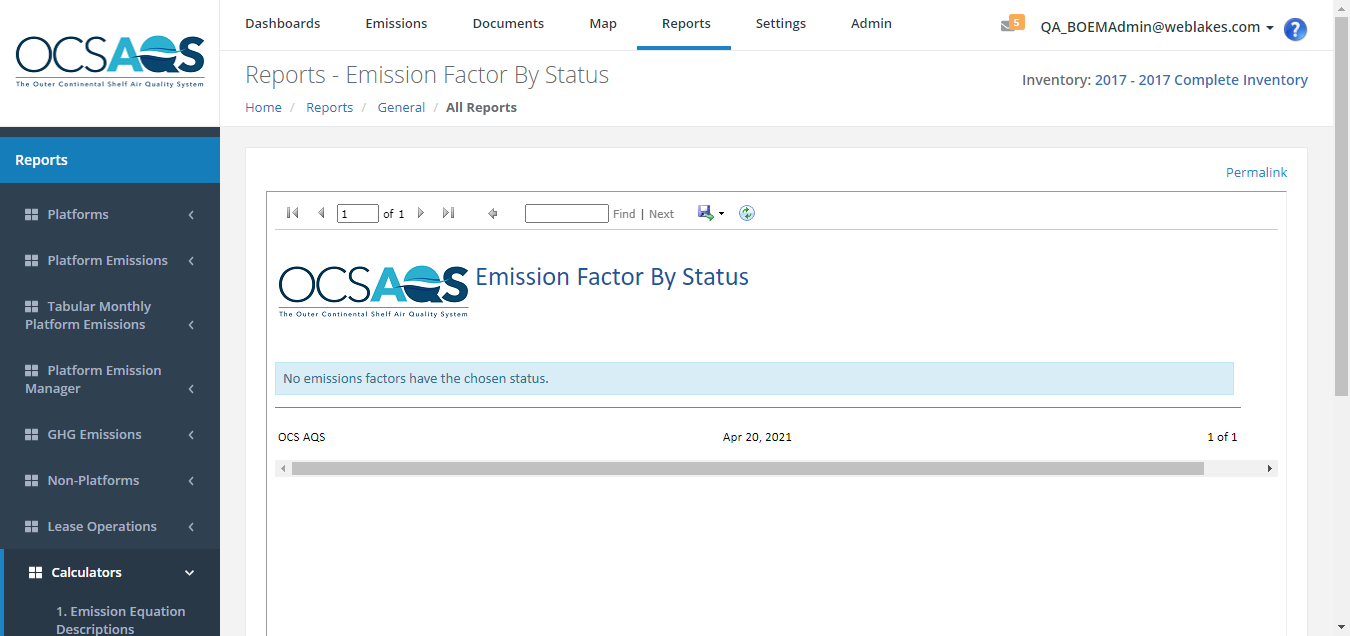 OCSAQS
The Outer Continental Shelf Air Quality System
Dashboards Emissions Documents Map Reports Settings Admin
5 QA_BOEMAdmin@weblakes.com ?
Reports - Emission Factor By Status
Inventory: 2017 - 2017 Complete Inventory
Home / Reports / General / All Reports
Reports
Platforms
Platform Emissions
Tabular Monthly
Platform Emissions
Platform Emission
Manager
GHG Emissions
Non-Platforms
Lease Operations
Calculators
1. Emission Equation
Descriptions
Permalink
1 of 1 Find | Next
OCSAQS
The Outer Continental Shelf Air Quality System
Emission Factor By Status
No emissions factors have the chosen status.
OCS AQS Apr 20, 2021 1 of 1